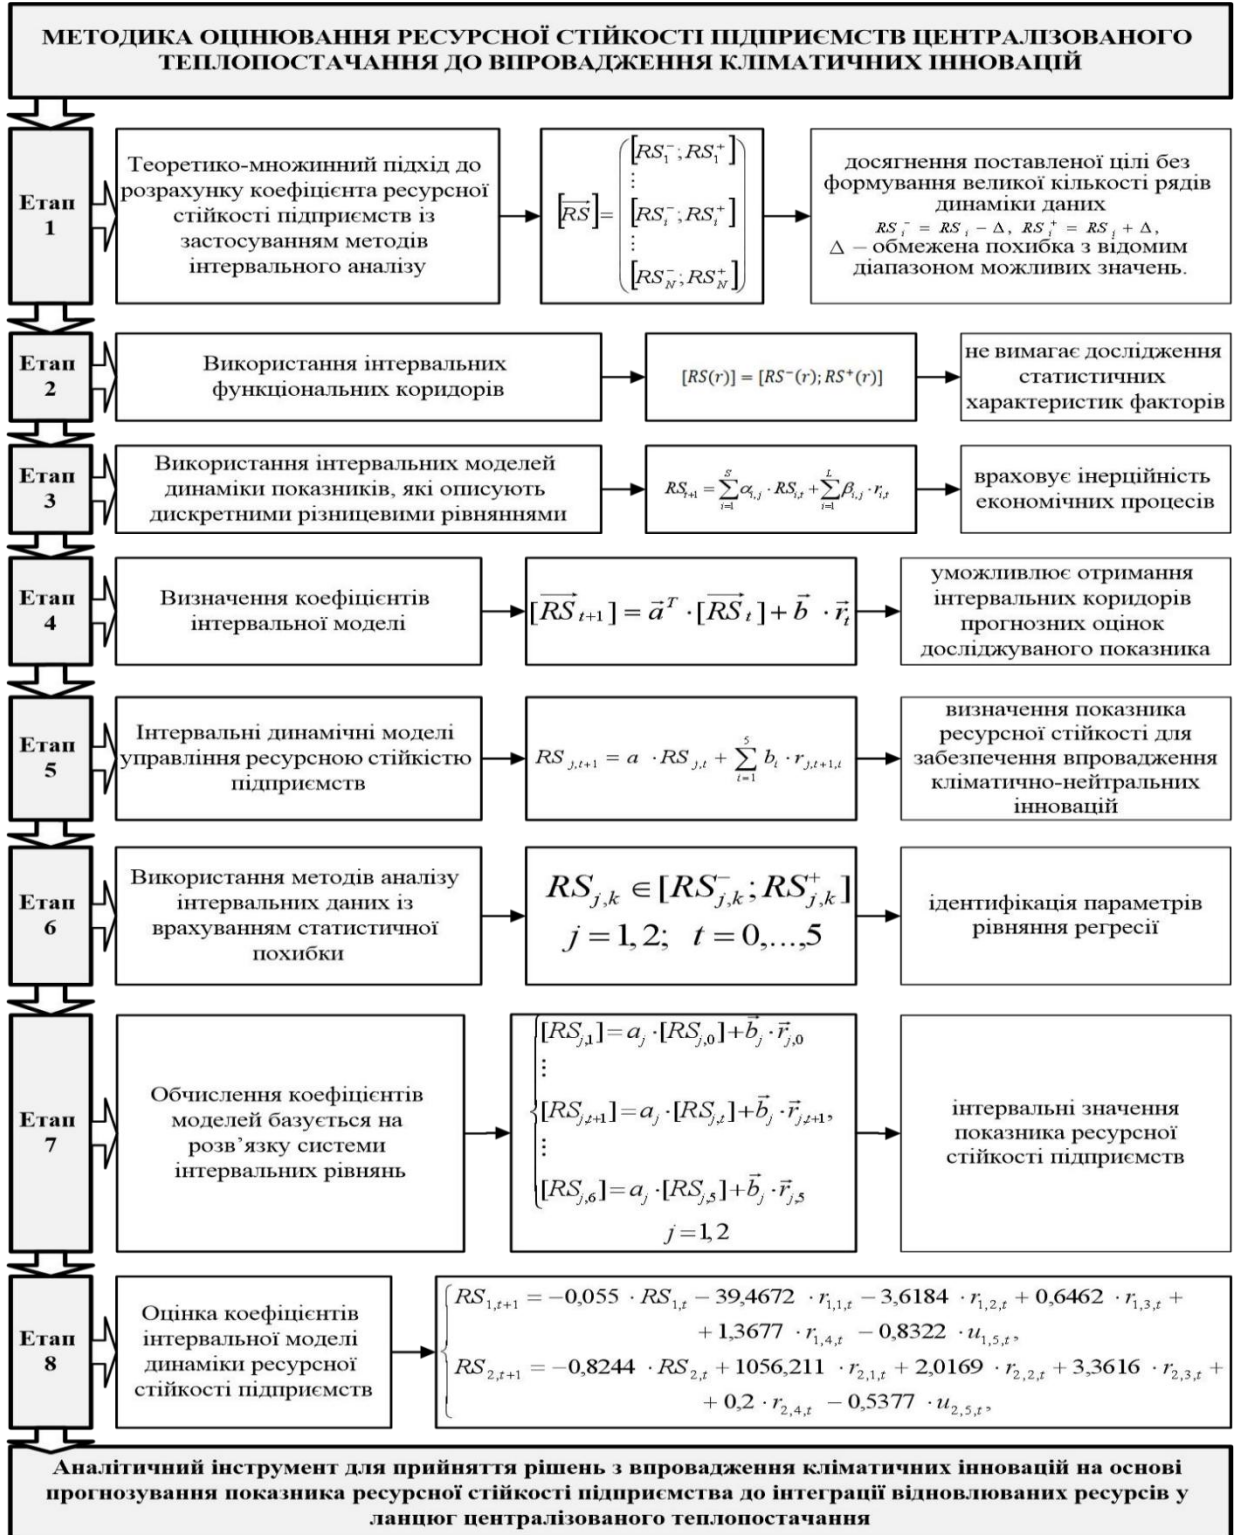 МЕТОДИКА ОЦІНЮВАННЯ РЕСУРСНОЇ СТІЙКОСТІ ПІДПРИЄМСТВ ЦЕНТРАЛІЗОВАНОГО
ТЕПЛОПОСТАЧАННЯ ДО ВПРОВАДЖЕННЯ КЛІМАТИЧНИХ ІННОВАЦІЙ
Етап
1
Теоретико-множинний підхід до
розрахунку коефіцієнта ресурсної
стійкості підприємств із
застосуванням методів
інтервального аналізу
[RS⃗] = ([RS₁⁻; RS₁⁺]
⋮
[RSᵢ⁻; RSᵢ⁺]
⋮
[RS_N⁻; RS_N⁺])
досягнення поставленої цілі без
формування великої кількості рядів
динаміки даних
RS_i^- = RS_i − Δ, RS_i^+ = RS_i + Δ,
Δ – обмежена похибка з відомим
діапазоном можливих значень.
Етап
2
Використання інтервальних
функціональних коридорів
[RS(r)] = [RS⁻(r); RS⁺(r)]
не вимагає дослідження
статистичних
характеристик факторів
Етап
3
Використання інтервальних моделей
динаміки показників, які описують
дискретними різницевими рівняннями
RS_{t+1} = ∑_{i=1}^{S} α_{i,j} · RS_{i,t} + ∑_{i=1}^{L} β_{i,j} · r_{i,t}
враховує інерційність
економічних процесів
Етап
4
Визначення коефіцієнтів
інтервальної моделі
[RS⃗_{t+1}] = a⃗^T · [RS⃗_t] + b⃗ · r⃗_t
уможливлює отримання
інтервальних коридорів
прогнозних оцінок
досліджуваного показника
Етап
5
Інтервальні динамічні моделі
управління ресурсною стійкістю
підприємств
RS_{j,t+1} = a · RS_{j,t} + ∑_{i=1}^{5} b_i · r_{j,t+1,i}
визначення показника
ресурсної стійкості для
забезпечення впровадження
кліматично-нейтральних
інновацій
Етап
6
Використання методів аналізу
інтервальних даних із
врахуванням статистичної
похибки
RS_{j,k} ∈ [RS_{j,k}^-; RS_{j,k}^+]
j = 1, 2; t = 0,...,5
ідентифікація параметрів
рівняння регресії
Етап
7
Обчислення коефіцієнтів
моделей базується на
розв’язку системи
інтервальних рівнянь
[RS_{j,1}] = a_j · [RS_{j,0}] + b⃗_j · r⃗_{j,0}
⋮
[RS_{j,t+1}] = a_j · [RS_{j,t}] + b⃗_j · r⃗_{j,t+1},
⋮
[RS_{j,6}] = a_j · [RS_{j,5}] + b⃗_j · r⃗_{j,5}
j = 1, 2
інтервальні значення
показника ресурсної
стійкості підприємств
Етап
8
Оцінка коефіцієнтів
інтервальної моделі
динаміки ресурсної
стійкості підприємств
RS_{1,t+1} = −0,055 · RS_{1,t} − 39,4672 · r_{1,1,t} − 3,6184 · r_{1,2,t} + 0,6462 · r_{1,3,t} +
+ 1,3677 · r_{1,4,t} − 0,8322 · u_{1,5,t},
RS_{2,t+1} = −0,8244 · RS_{2,t} + 1056,211 · r_{2,1,t} + 2,0169 · r_{2,2,t} + 3,3616 · r_{2,3,t} +
+ 0,2 · r_{2,4,t} − 0,5377 · u_{2,5,t},
Аналітичний інструмент для прийняття рішень з впровадження кліматичних інновацій на основі
прогнозування показника ресурсної стійкості підприємства до інтеграції відновлюваних ресурсів у
ланцюг централізованого теплопостачання